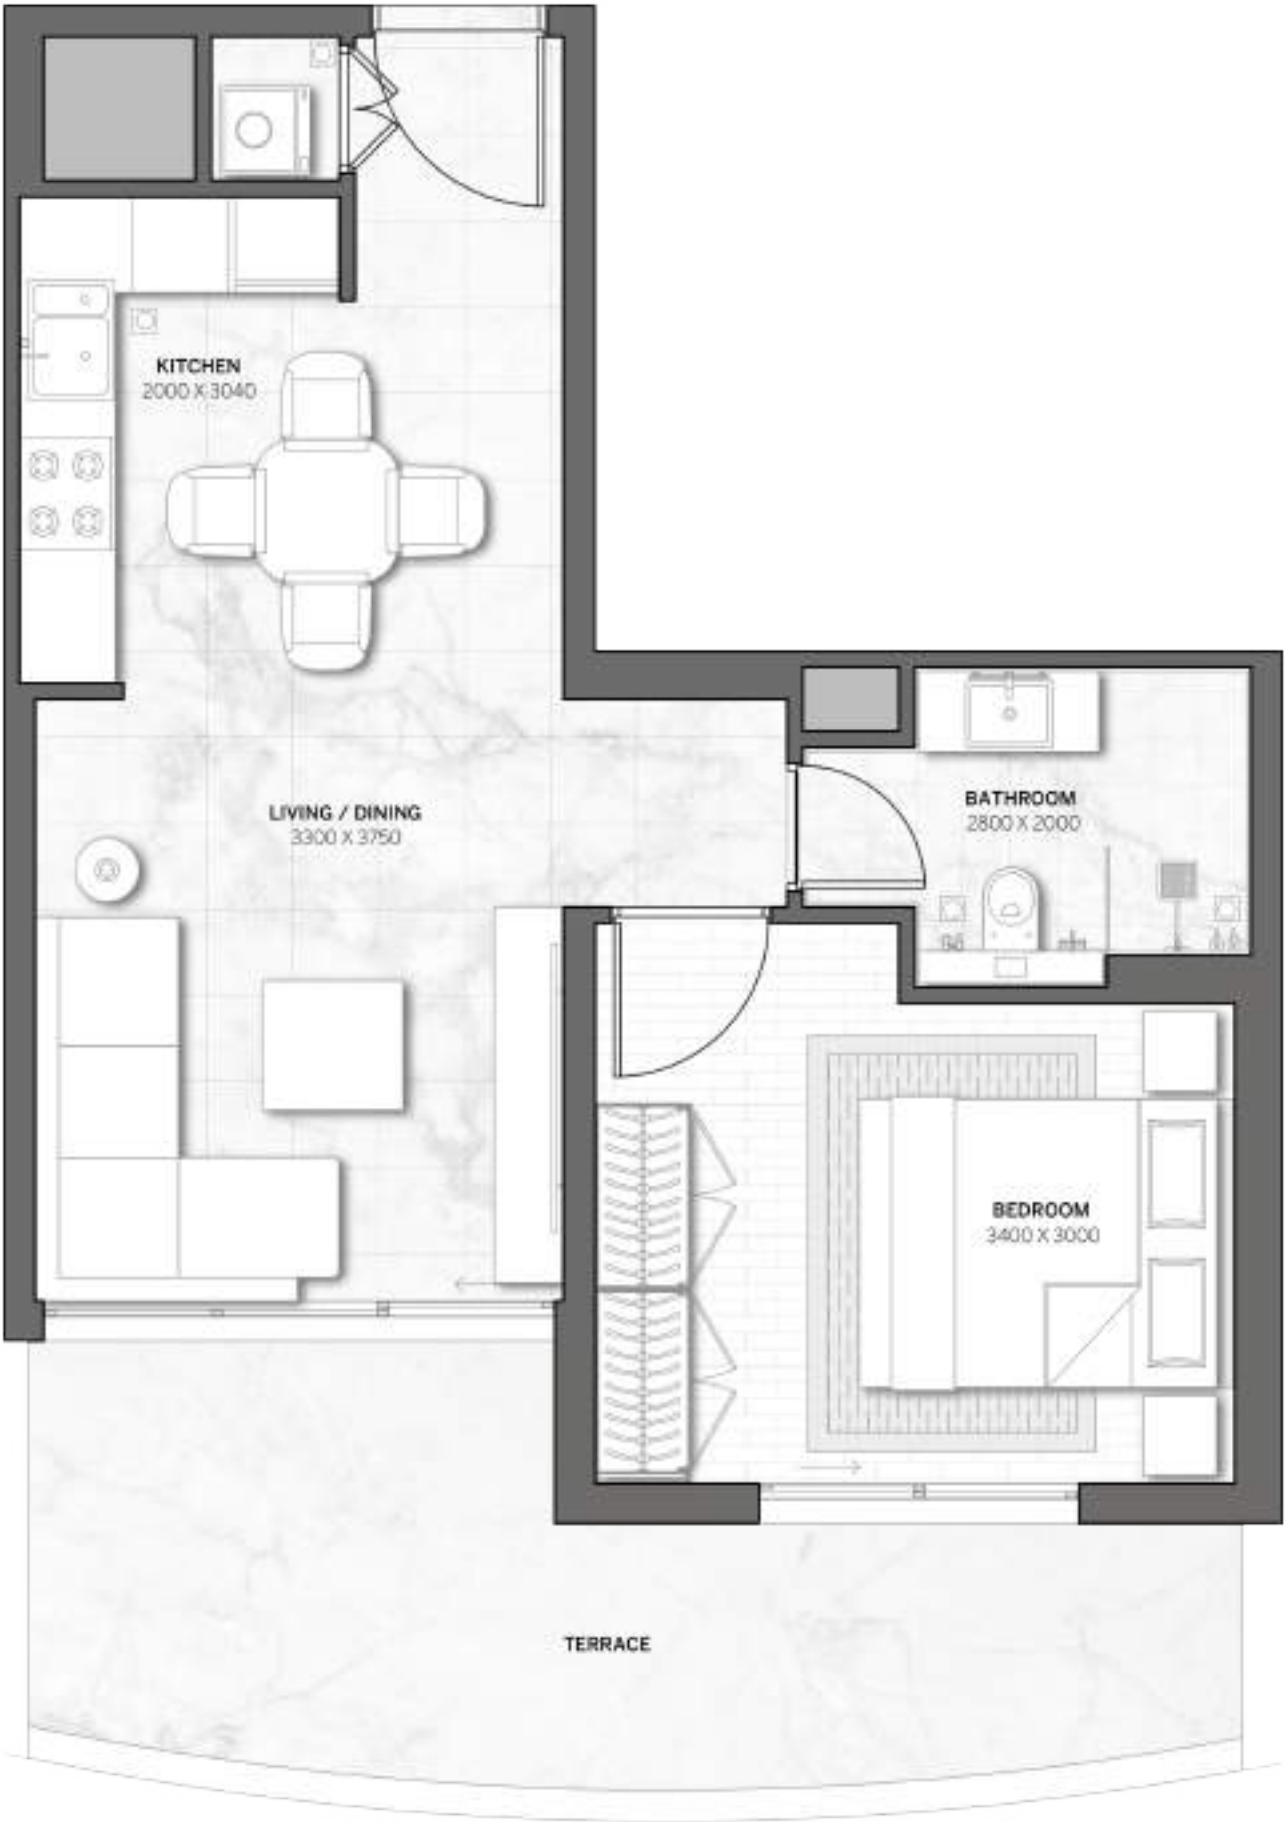 KITCHEN
2000 X 3040
LIVING / DINING
3300 X 3750
BATHROOM
2800 X 2000
BEDROOM
3400 X 3000
TERRACE